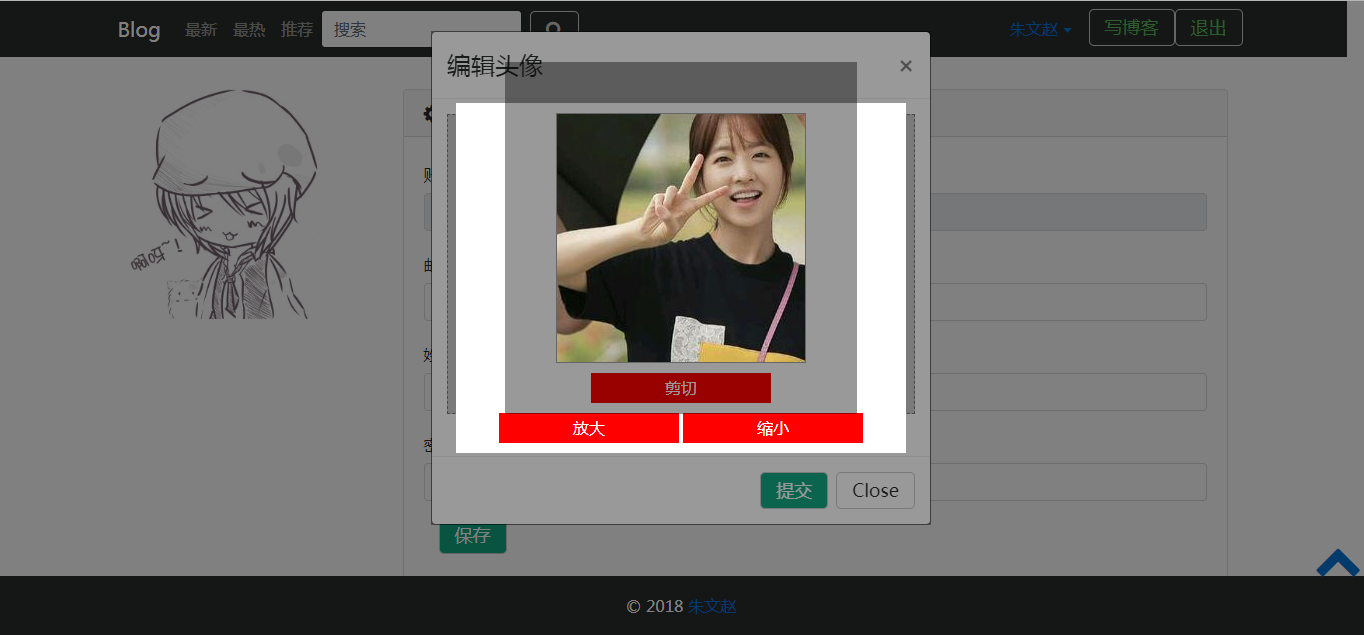 Blog 最新 最热 推荐 搜索 朱文赵 写博客 退出
编辑头像 ×
剪切
放大 缩小
提交 Close
保存
© 2018 朱文赵